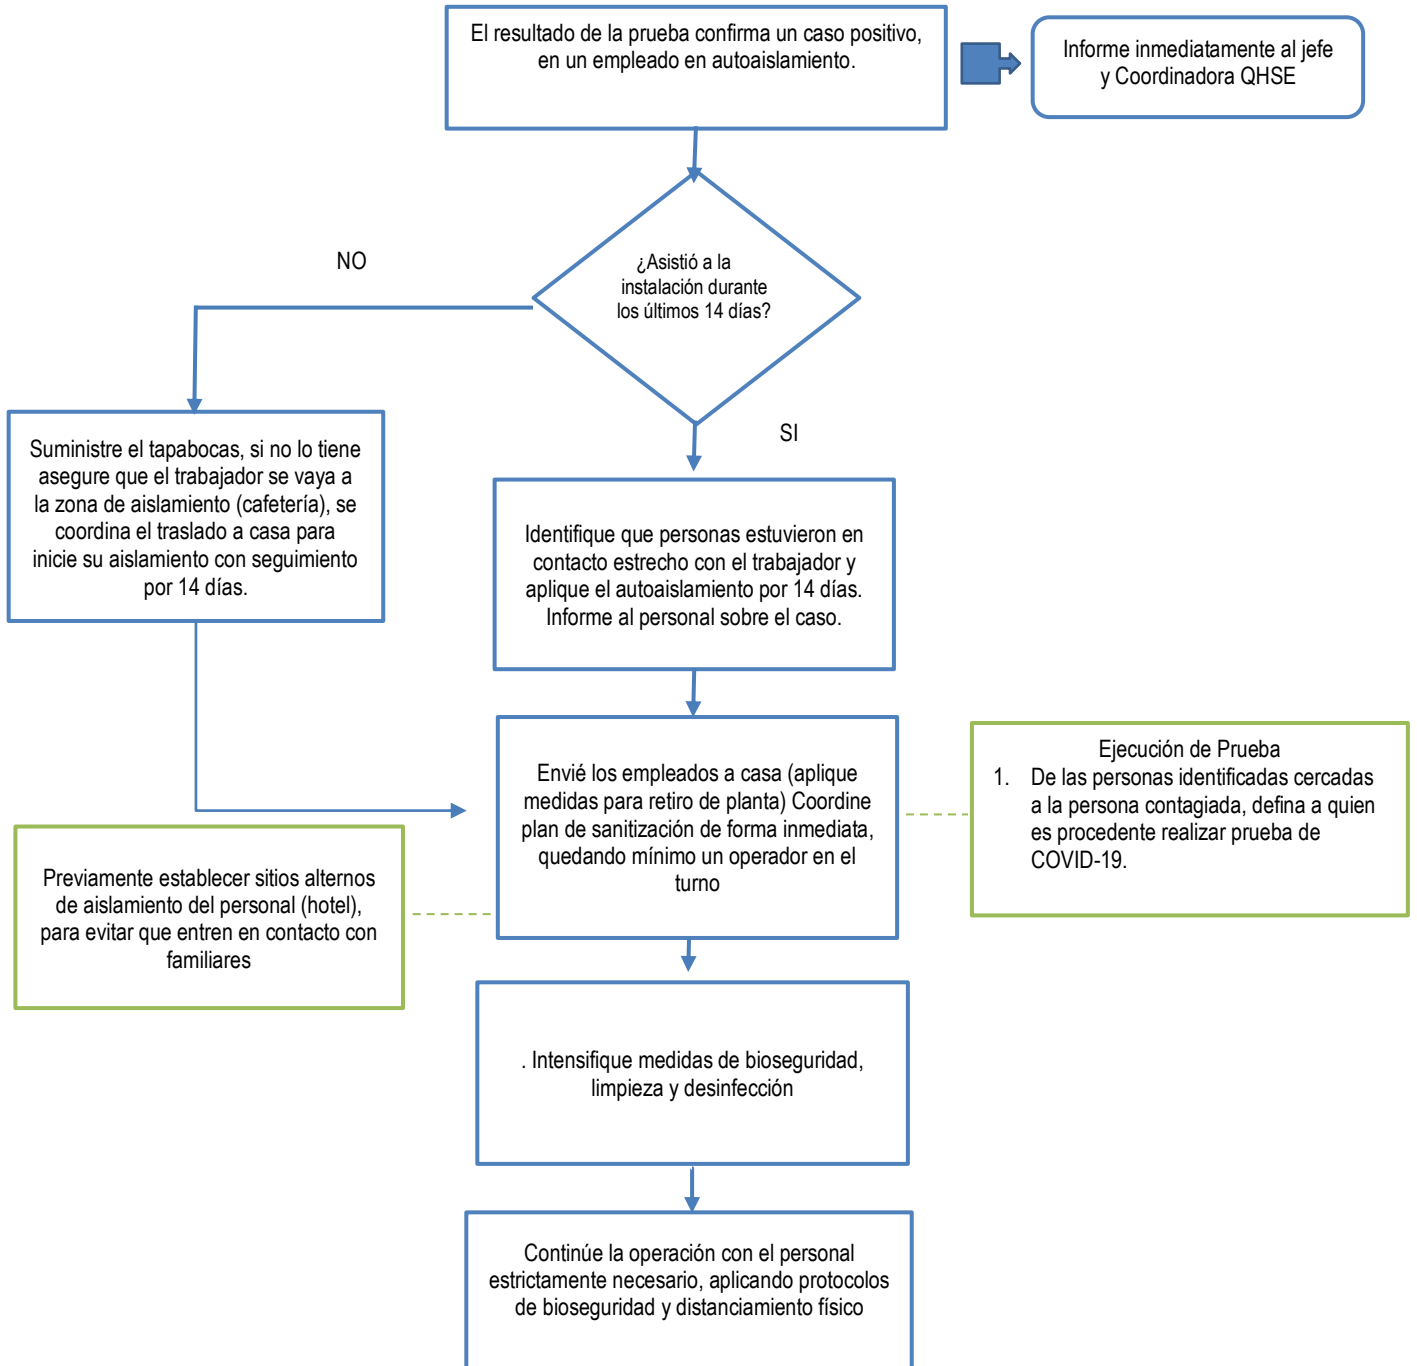 El resultado de la prueba confirma un caso positivo,
en un empleado en autoaislamiento.
Informe inmediatamente al jefe
y Coordinadora QHSE
¿Asistió a la
instalación durante
los últimos 14 días?
NO
SI
Suministre el tapabocas, si no lo tiene
asegure que el trabajador se vaya a
la zona de aislamiento (cafetería), se
coordina el traslado a casa para
inicie su aislamiento con seguimiento
por 14 días.
Identifique que personas estuvieron en
contacto estrecho con el trabajador y
aplique el autoaislamiento por 14 días.
Informe al personal sobre el caso.
Envié los empleados a casa (aplique
medidas para retiro de planta) Coordine
plan de sanitización de forma inmediata,
quedando mínimo un operador en el
turno
Ejecución de Prueba
1. De las personas identificadas cercadas
a la persona contagiada, defina a quien
es procedente realizar prueba de
COVID-19.
Previamente establecer sitios alternos
de aislamiento del personal (hotel),
para evitar que entren en contacto con
familiares
. Intensifique medidas de bioseguridad,
limpieza y desinfección
Continúe la operación con el personal
estrictamente necesario, aplicando protocolos
de bioseguridad y distanciamiento físico